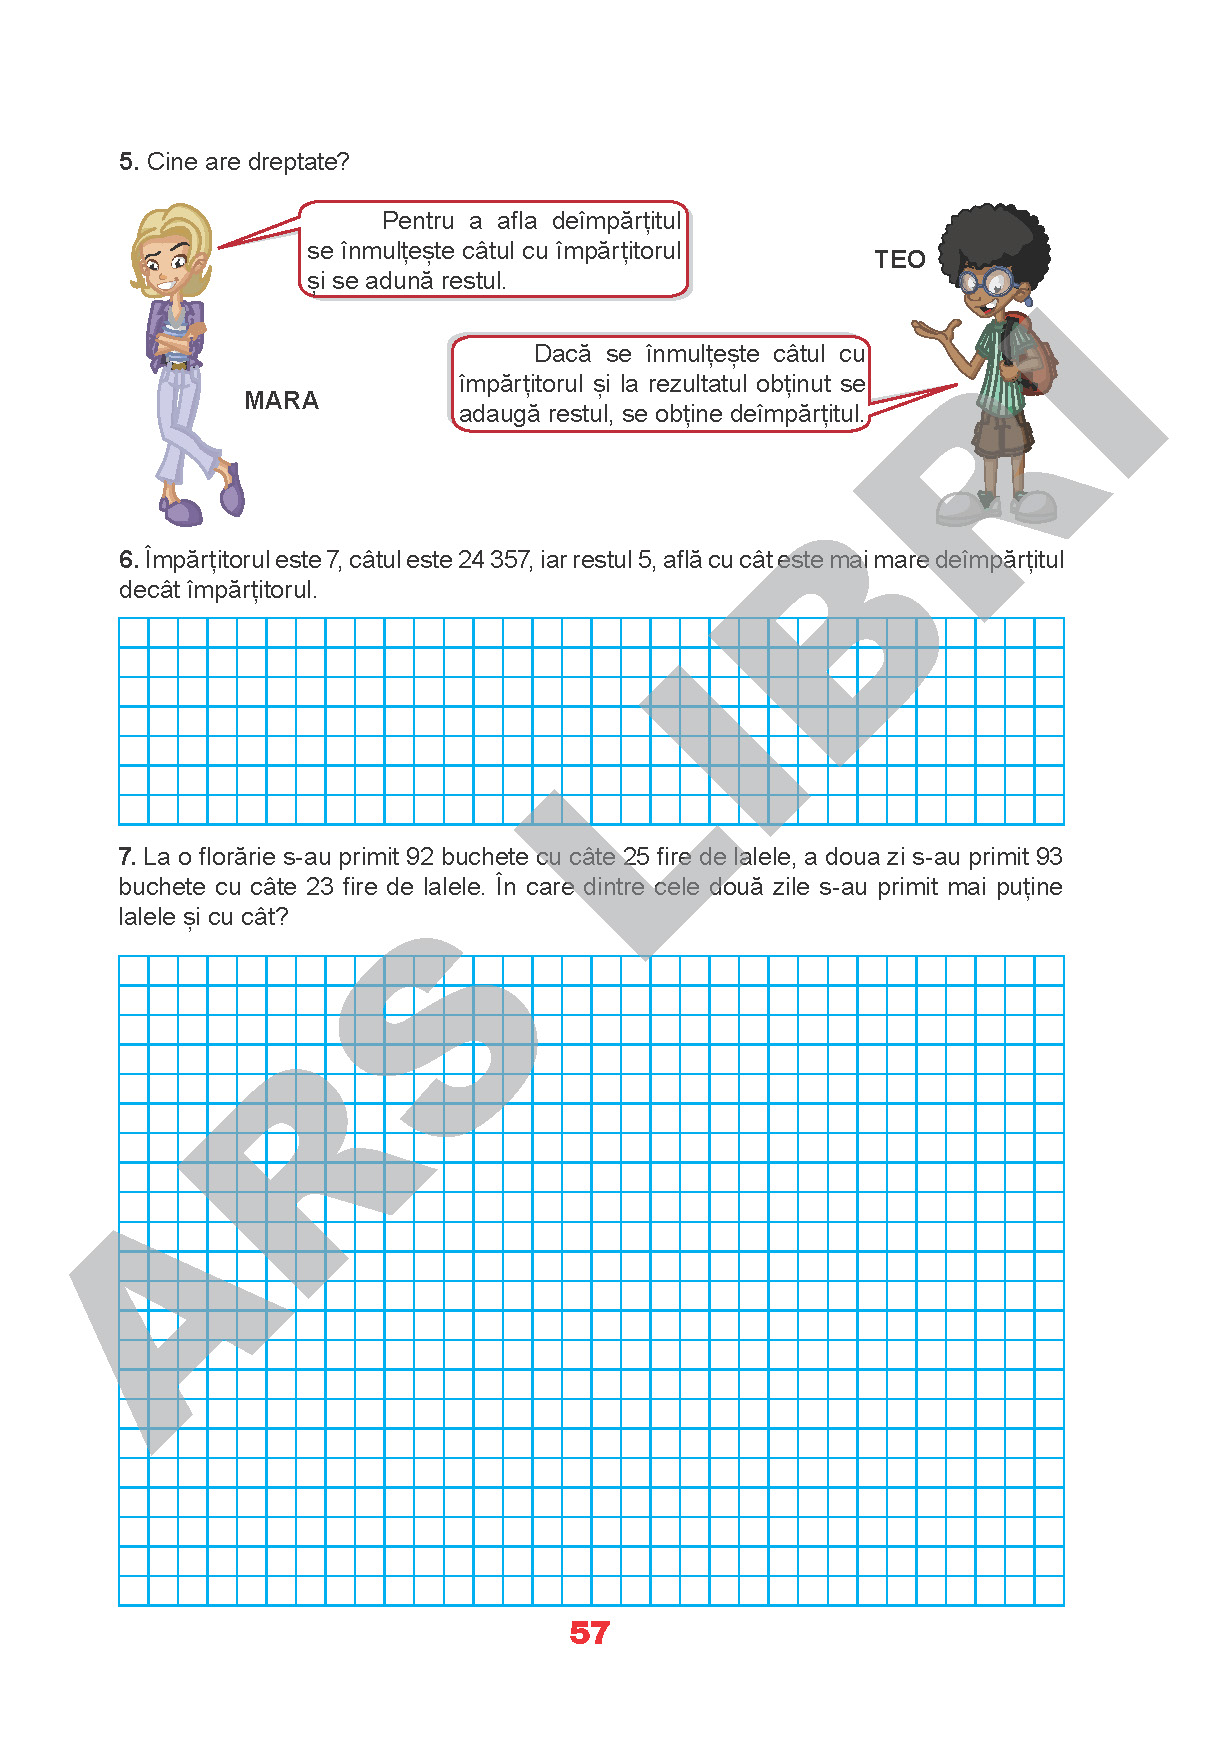 5. Cine are dreptate?
Pentru a afla deîmpărțitul
se înmulțește câtul cu împărțitorul
și se adună restul.
TEO
Dacă se înmulțește câtul cu
împărțitorul și la rezultatul obținut se
adaugă restul, se obține deîmpărțitul.
MARA
6. Împărțitorul este 7, câtul este 24 357, iar restul 5, află cu cât este mai mare deîmpărțitul
decât împărțitorul.
7. La o florărie s-au primit 92 buchete cu câte 25 fire de lalele, a doua zi s-au primit 93
buchete cu câte 23 fire de lalele. În care dintre cele două zile s-au primit mai puține
lalele și cu cât?
ARS LIBRI
57